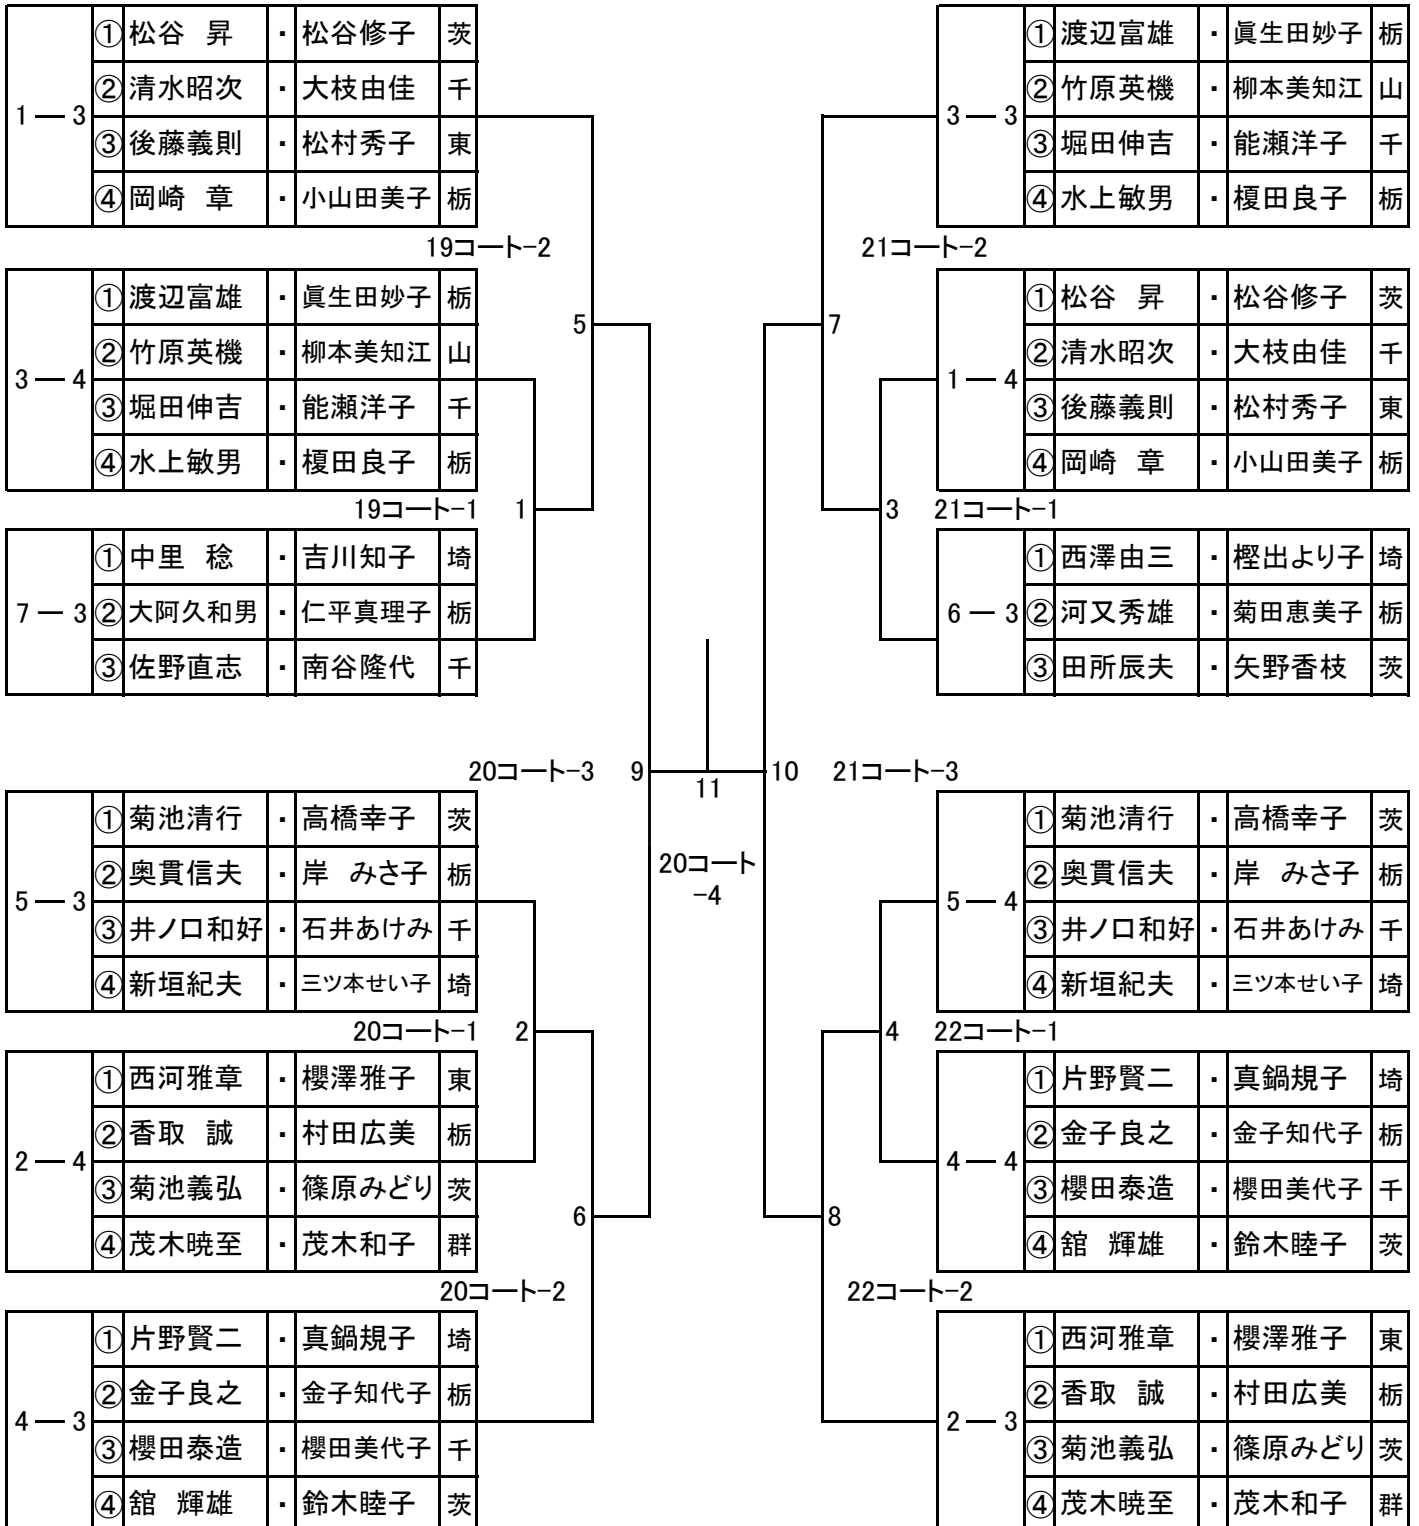 1 ― 3
① 松谷　昇 ・ 松谷修子 茨
② 清水昭次 ・ 大枝由佳 千
③ 後藤義則 ・ 松村秀子 東
④ 岡崎　章 ・ 小山田美子 栃
19コート-2
3 ― 4
① 渡辺富雄 ・ 眞生田妙子 栃
② 竹原英機 ・ 柳本美知江 山
③ 堀田伸吉 ・ 能瀬洋子 千
④ 水上敏男 ・ 榎田良子 栃
5
19コート-1
1
7 ― 3
① 中里　稔 ・ 吉川知子 埼
② 大阿久和男 ・ 仁平真理子 栃
③ 佐野直志 ・ 南谷隆代 千
20コート-3
9
5 ― 3
① 菊池清行 ・ 高橋幸子 茨
② 奥貫信夫 ・ 岸　みさ子 栃
③ 井ノ口和好 ・ 石井あけみ 千
④ 新垣紀夫 ・ 三ツ本せい子 埼
20コート-1
2
2 ― 4
① 西河雅章 ・ 櫻澤雅子 東
② 香取　誠 ・ 村田広美 栃
③ 菊池義弘 ・ 篠原みどり 茨
④ 茂木暁至 ・ 茂木和子 群
6
20コート-2
4 ― 3
① 片野賢二 ・ 真鍋規子 埼
② 金子良之 ・ 金子知代子 栃
③ 櫻田泰造 ・ 櫻田美代子 千
④ 舘　輝雄 ・ 鈴木睦子 茨
11
20コート
-4
3 ― 3
① 渡辺富雄 ・ 眞生田妙子 栃
② 竹原英機 ・ 柳本美知江 山
③ 堀田伸吉 ・ 能瀬洋子 千
④ 水上敏男 ・ 榎田良子 栃
21コート-2
7
1 ― 4
① 松谷　昇 ・ 松谷修子 茨
② 清水昭次 ・ 大枝由佳 千
③ 後藤義則 ・ 松村秀子 東
④ 岡崎　章 ・ 小山田美子 栃
3
21コート-1
6 ― 3
① 西澤由三 ・ 樫出より子 埼
② 河又秀雄 ・ 菊田恵美子 栃
③ 田所辰夫 ・ 矢野香枝 茨
10
21コート-3
5 ― 4
① 菊池清行 ・ 高橋幸子 茨
② 奥貫信夫 ・ 岸　みさ子 栃
③ 井ノ口和好 ・ 石井あけみ 千
④ 新垣紀夫 ・ 三ツ本せい子 埼
4
22コート-1
4 ― 4
① 片野賢二 ・ 真鍋規子 埼
② 金子良之 ・ 金子知代子 栃
③ 櫻田泰造 ・ 櫻田美代子 千
④ 舘　輝雄 ・ 鈴木睦子 茨
8
22コート-2
2 ― 3
① 西河雅章 ・ 櫻澤雅子 東
② 香取　誠 ・ 村田広美 栃
③ 菊池義弘 ・ 篠原みどり 茨
④ 茂木暁至 ・ 茂木和子 群